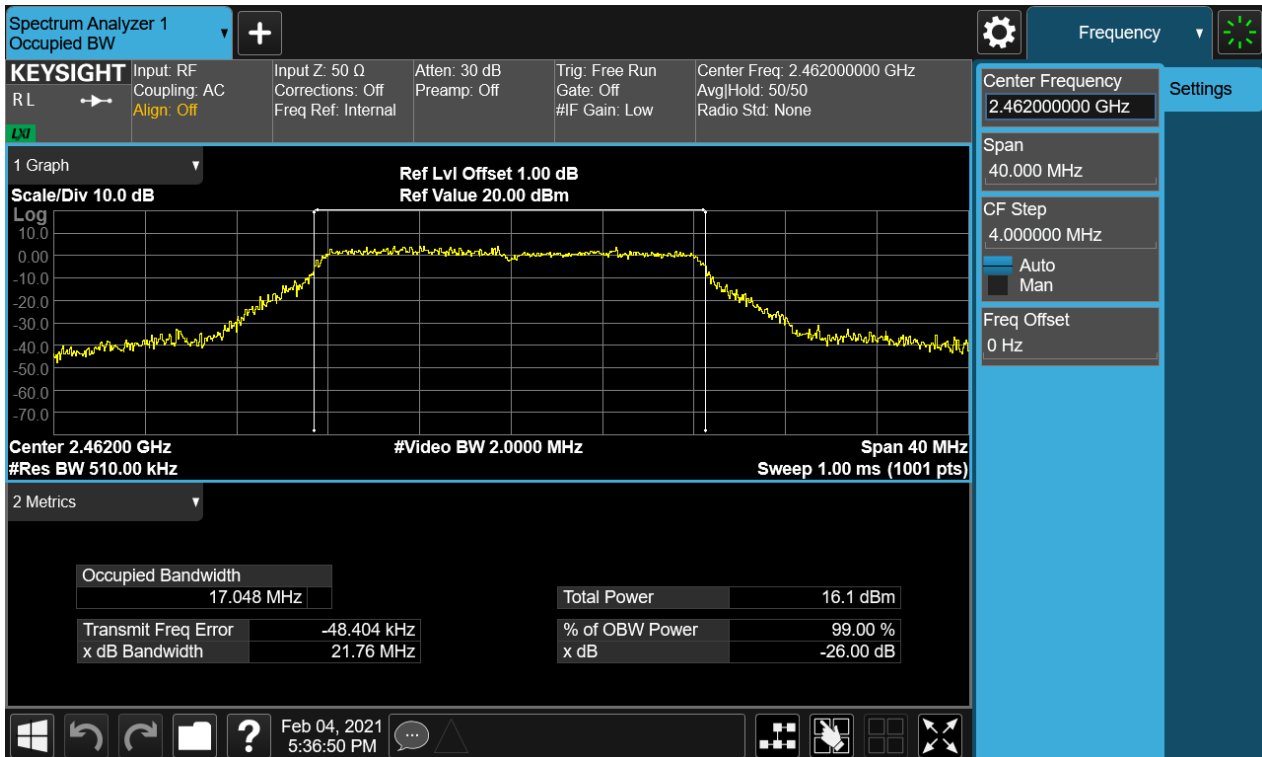 Spectrum Analyzer 1
Occupied BW
+
Frequency
KEYSIGHT
R L
LXI
Input: RF
Coupling: AC
Align: Off
Input Z: 50 Ω
Corrections: Off
Freq Ref: Internal
Atten: 30 dB
Preamp: Off
Trig: Free Run
Gate: Off
#IF Gain: Low
Center Freq: 2.462000000 GHz
Avg|Hold: 50/50
Radio Std: None
Center Frequency
2.462000000 GHz
Settings
Span
40.000 MHz
CF Step
4.000000 MHz
Auto
Man
Freq Offset
0 Hz
1 Graph
Scale/Div 10.0 dB
Ref Lvl Offset 1.00 dB
Ref Value 20.00 dBm
Log
10.0
0.00
-10.0
-20.0
-30.0
-40.0
-50.0
-60.0
-70.0
Center 2.46200 GHz
#Video BW 2.0000 MHz
Span 40 MHz
#Res BW 510.00 kHz
Sweep 1.00 ms (1001 pts)
2 Metrics
Occupied Bandwidth
17.048 MHz
Transmit Freq Error -48.404 kHz
x dB Bandwidth 21.76 MHz
Total Power 16.1 dBm
% of OBW Power 99.00 %
x dB -26.00 dB
?
Feb 04, 2021
5:36:50 PM